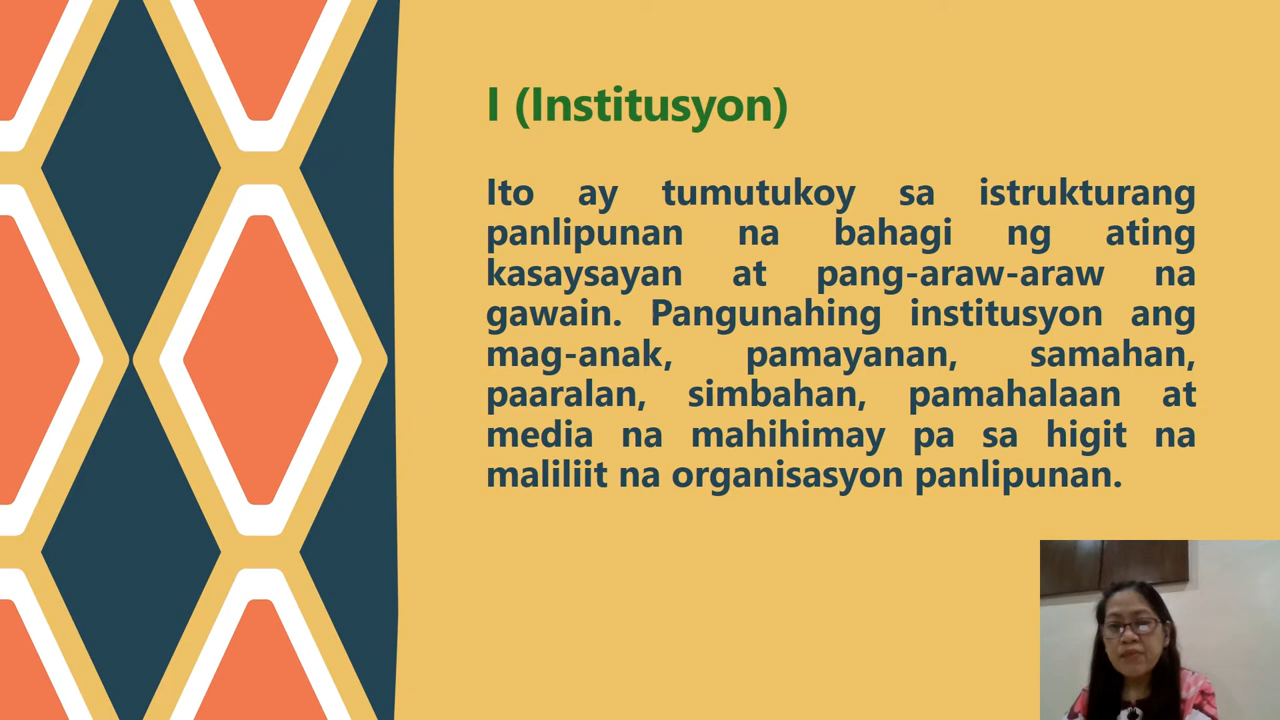 I (Institusyon)
Ito ay tumutukoy sa istrukturang
panlipunan na bahagi ng ating
kasaysayan at pang-araw-araw na
gawain. Pangunahing institusyon ang
mag-anak, pamayanan, samahan,
paaralan, simbahan, pamahalaan at
media na mahihimay pa sa higit na
maliliit na organisasyon panlipunan.